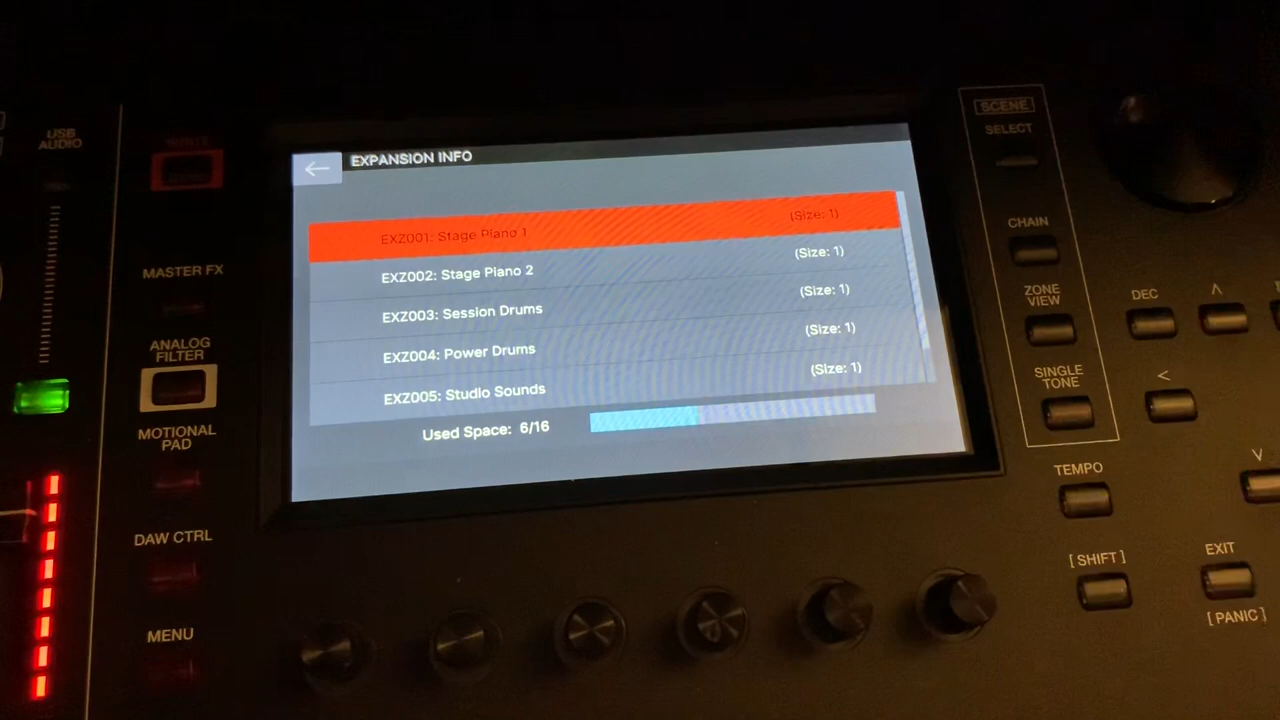 USB
AUDIO
MASTER FX
ANALOG
FILTER
MOTIONAL
PAD
DAW CTRL
MENU
EXPANSION INFO
EXZ001: Stage Piano 1 (Size: 1)
EXZ002: Stage Piano 2 (Size: 1)
EXZ003: Session Drums (Size: 1)
EXZ004: Power Drums (Size: 1)
EXZ005: Studio Sounds (Size: 1)
Used Space: 6/16
SCENE
SELECT
CHAIN
ZONE
VIEW
SINGLE
TONE
DEC
TEMPO
[SHIFT]
EXIT
[PANIC]